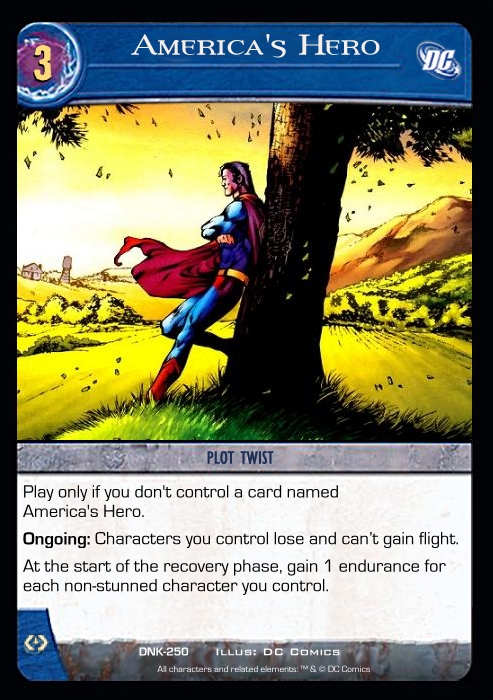 3
America's Hero
DC
PLOT TWIST
Play only if you don't control a card named
America's Hero.
Ongoing: Characters you control lose and can't gain flight.
At the start of the recovery phase, gain 1 endurance for
each non-stunned character you control.
DNK-250 Illus: DC Comics
All characters and related elements: ™ & © DC Comics